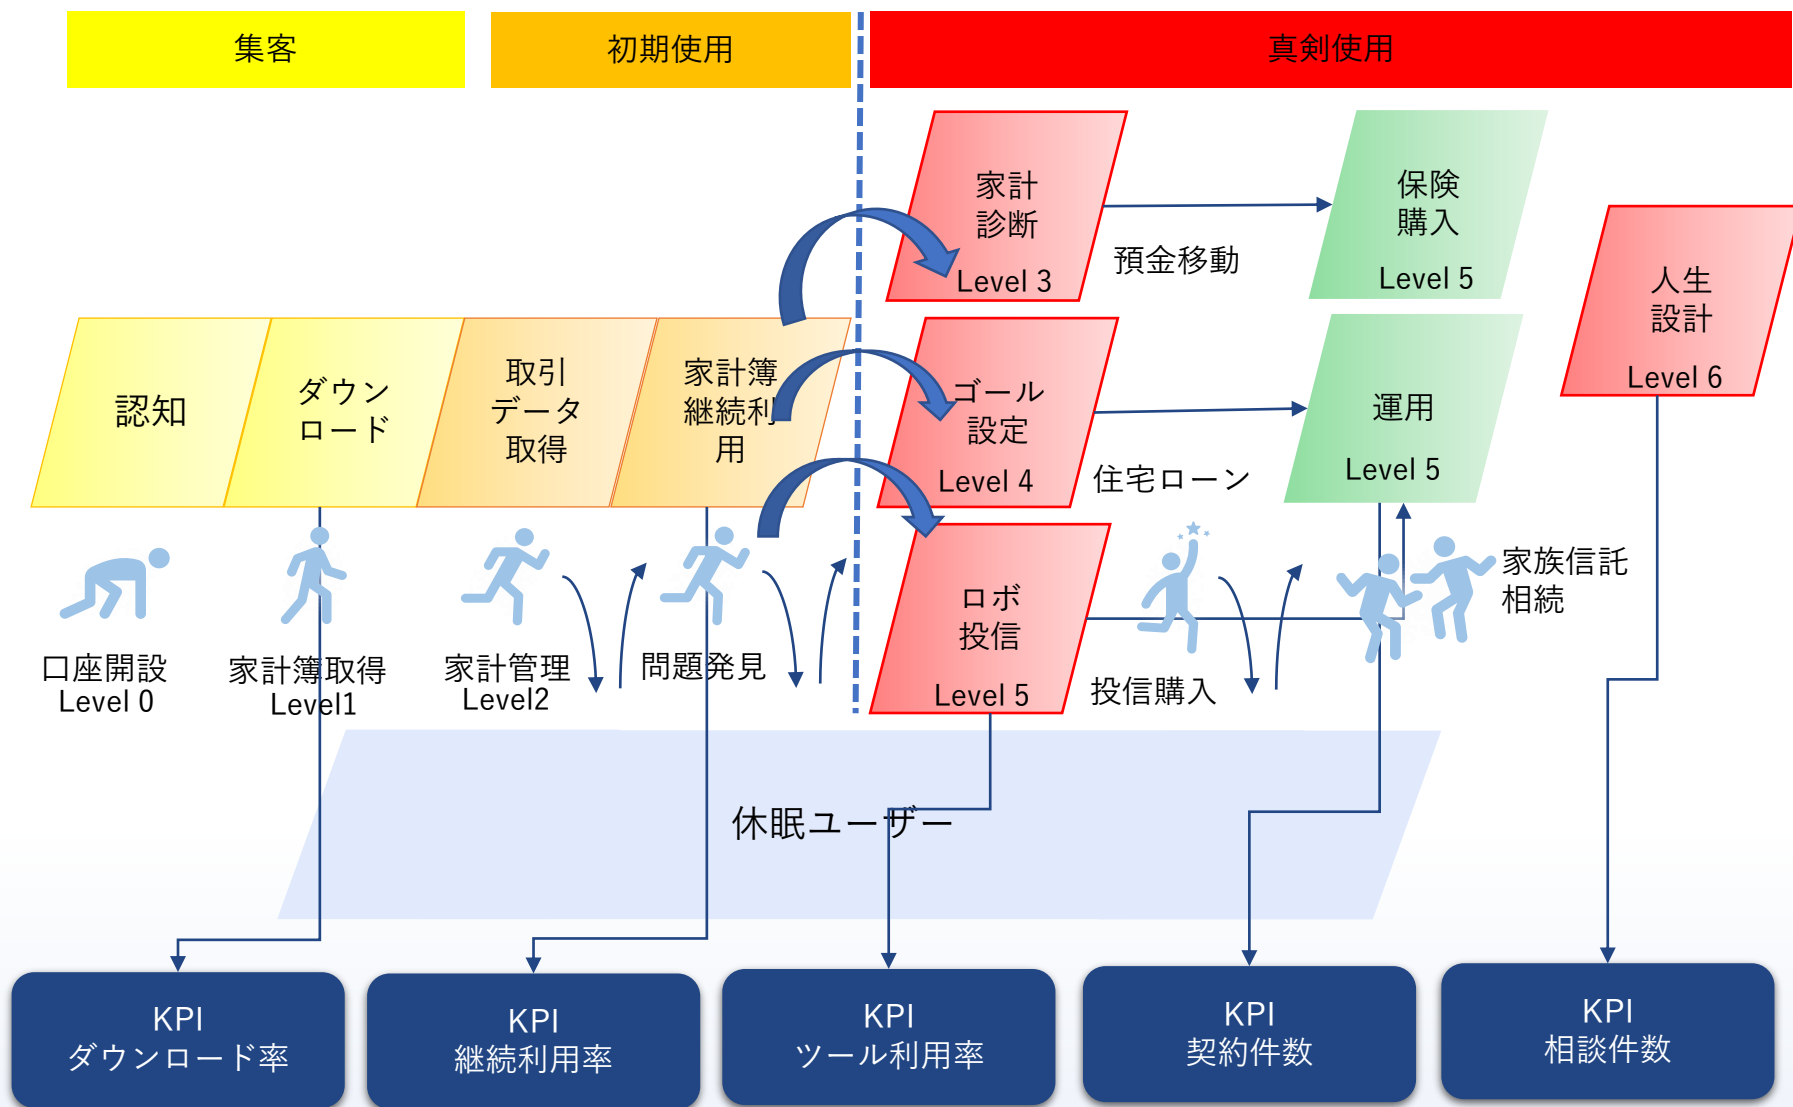 集客
初期使用
真剣使用
家計
診断
Level 3
預金移動
保険
購入
Level 5
人生
設計
Level 6
認知
ダウン
ロード
取引
データ
取得
家計簿
継続利
用
ゴール
設定
Level 4
住宅ローン
運用
Level 5
ロボ
投信
Level 5
投信購入
家族信託
相続
口座開設
Level 0
家計簿取得
Level1
家計管理
Level2
問題発見
休眠ユーザー
KPI
ダウンロード率
KPI
継続利用率
KPI
ツール利用率
KPI
契約件数
KPI
相談件数